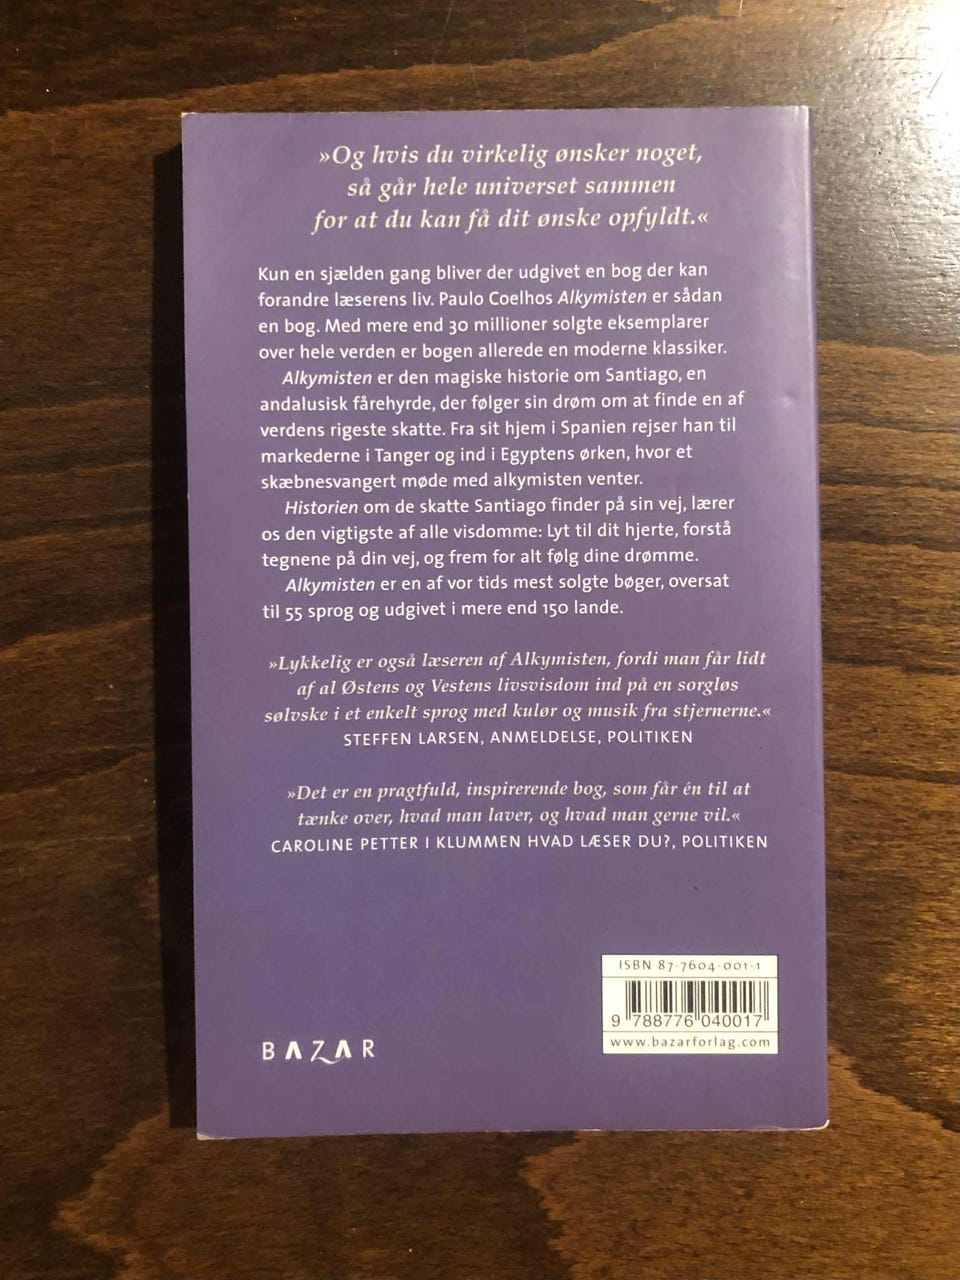 »Og hvis du virkelig ønsker noget,
så går hele universet sammen
for at du kan få dit ønske opfyldt.«
Kun en sjælden gang bliver der udgivet en bog der kan
forandre læserens liv. Paulo Coelhos Alkymisten er sådan
en bog. Med mere end 30 millioner solgte eksemplarer
over hele verden er bogen allerede en moderne klassiker.
Alkymisten er den magiske historie om Santiago, en
andalusisk fårehyrde, der følger sin drøm om at finde en af
verdens rigeste skatte. Fra sit hjem i Spanien rejser han til
markederne i Tanger og ind i Egyptens ørken, hvor et
skæbnesvangert møde med alkymisten venter.
Historien om de skatte Santiago finder på sin vej, lærer
os den vigtigste af alle visdomme: Lyt til dit hjerte, forstå
tegnene på din vej, og frem for alt følg dine drømme.
Alkymisten er en af vor tids mest solgte bøger, oversat
til 55 sprog og udgivet i mere end 150 lande.
»Lykkelig er også læseren af Alkymisten, fordi man får lidt
af al Østens og Vestens livsvisdom ind på en sorgløs
sølvske i et enkelt sprog med kulør og musik fra stjernerne.«
STEFFEN LARSEN, ANMELDELSE, POLITIKEN
»Det er en pragtfuld, inspirerende bog, som får én til at
tænke over, hvad man laver, og hvad man gerne vil.«
CAROLINE PETTER I KLUMMEN HVAD LÆSER DU?, POLITIKEN
ISBN 87-7604-001-1
9 788776 040017
www.bazarforlag.com
BAZAR